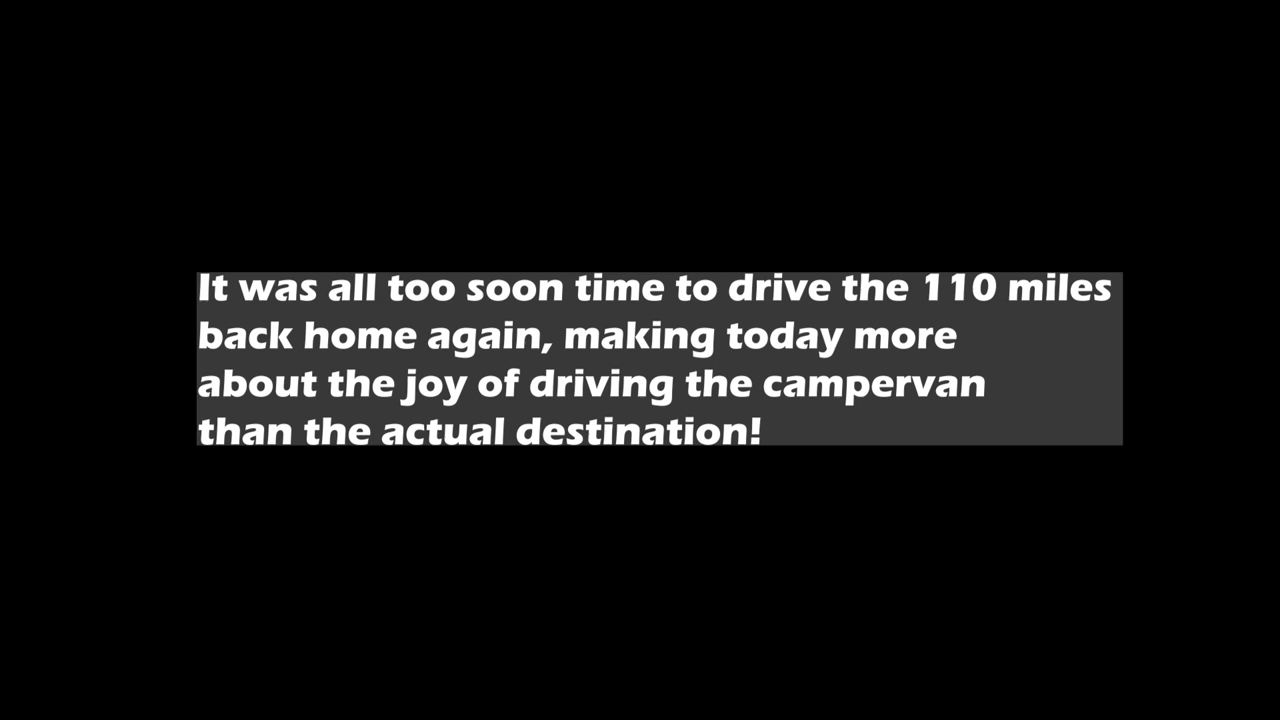 It was all too soon time to drive the 110 miles
back home again, making today more
about the joy of driving the campervan
than the actual destination!